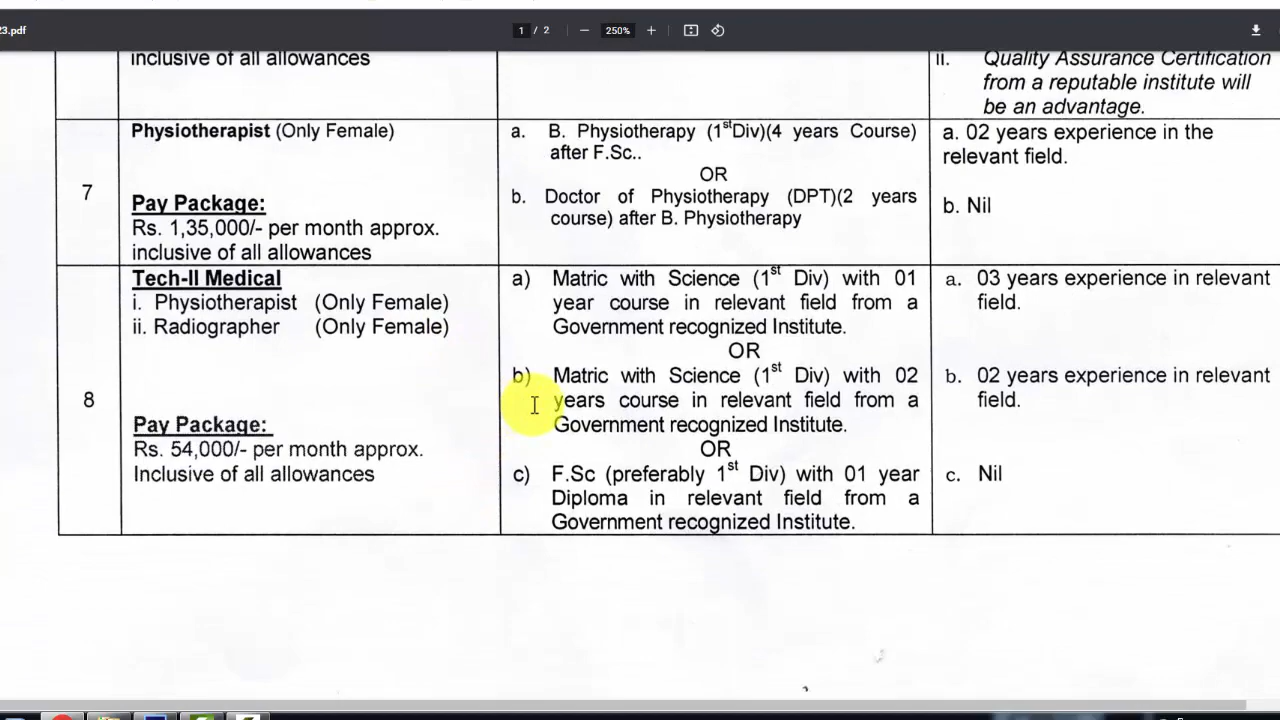 23.pdf
1 / 2
250%
inclusive of all allowances
ii. Quality Assurance Certification
from a reputable institute will
be an advantage.
7
Physiotherapist (Only Female)
Pay Package:
Rs. 1,35,000/- per month approx.
inclusive of all allowances
a. B. Physiotherapy (1stDiv)(4 years Course)
after F.Sc..
OR
b. Doctor of Physiotherapy (DPT)(2 years
course) after B. Physiotherapy
a. 02 years experience in the
relevant field.
b. Nil
8
Tech-II Medical
i. Physiotherapist (Only Female)
ii. Radiographer (Only Female)
Pay Package:
Rs. 54,000/- per month approx.
Inclusive of all allowances
a) Matric with Science (1st Div) with 01
year course in relevant field from a
Government recognized Institute.
OR
b) Matric with Science (1st Div) with 02
years course in relevant field from a
Government recognized Institute.
OR
c) F.Sc (preferably 1st Div) with 01 year
Diploma in relevant field from a
Government recognized Institute.
a. 03 years experience in relevant
field.
b. 02 years experience in relevant
field.
c. Nil